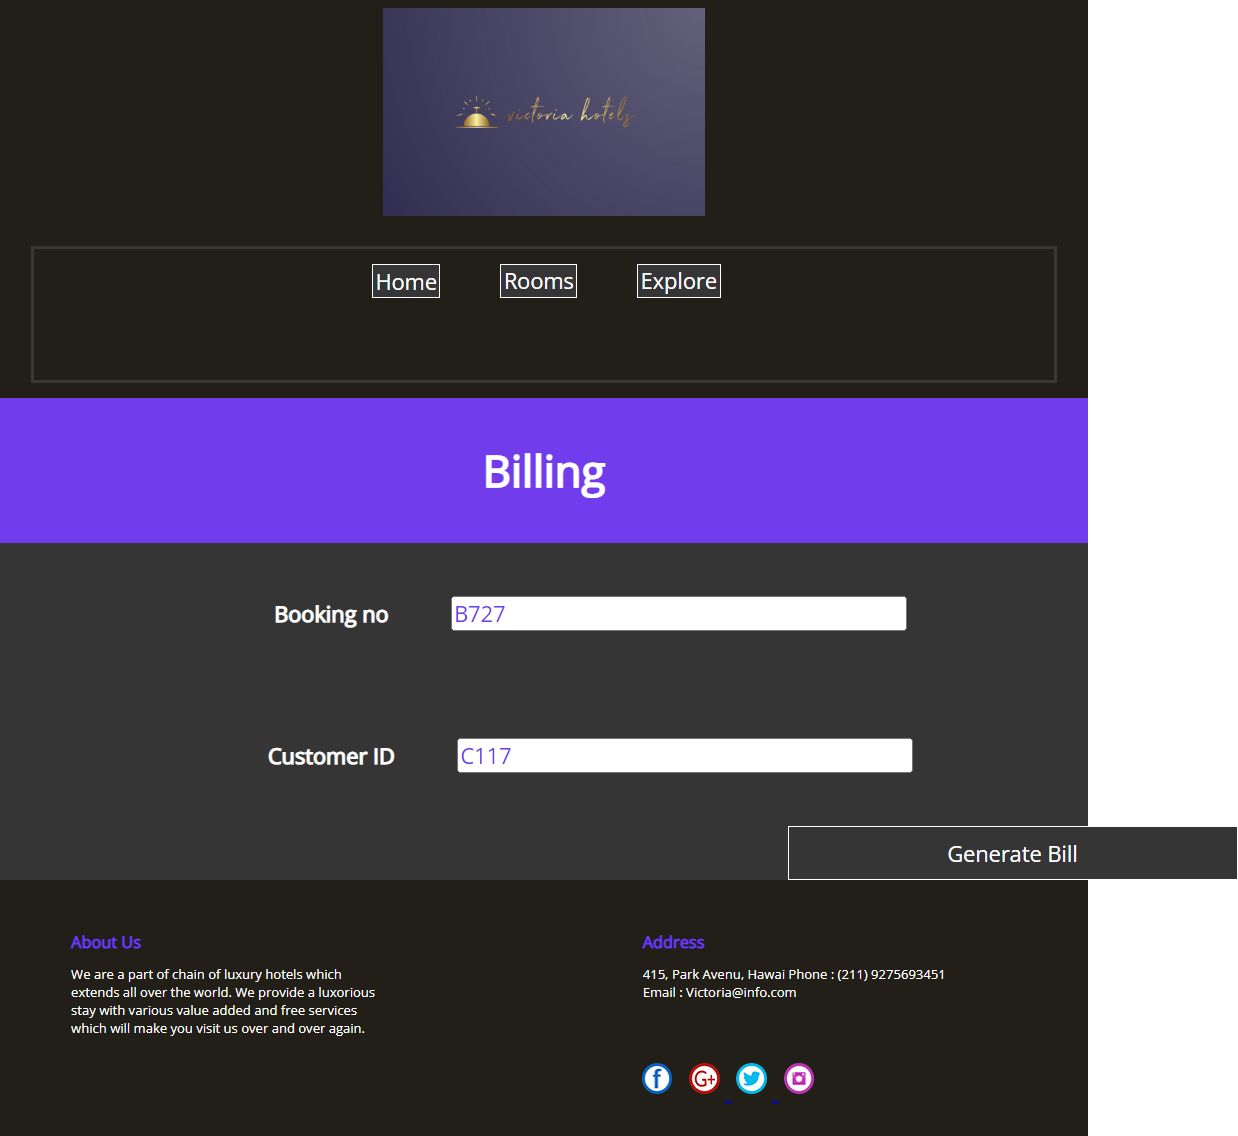 victoria hotels
Home Rooms Explore
Billing
Booking no B727
Customer ID C117
Generate Bill
About Us
We are a part of chain of luxury hotels which
extends all over the world. We provide a luxorious
stay with various value added and free services
which will make you visit us over and over again.
Address
415, Park Avenu, Hawai Phone : (211) 9275693451
Email : Victoria@info.com
f G+